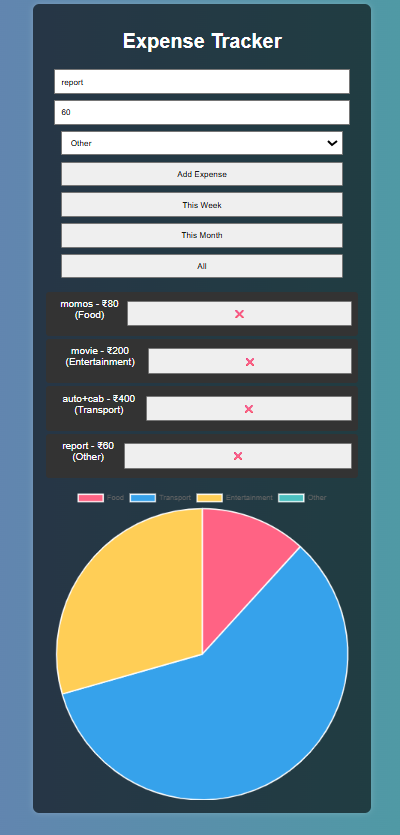 Expense Tracker
report
60
Other
Add Expense
This Week
This Month
All
momos - ₹80
(Food)
movie - ₹200
(Entertainment)
auto+cab - ₹400
(Transport)
report - ₹60
(Other)
Food Transport Entertainment Other